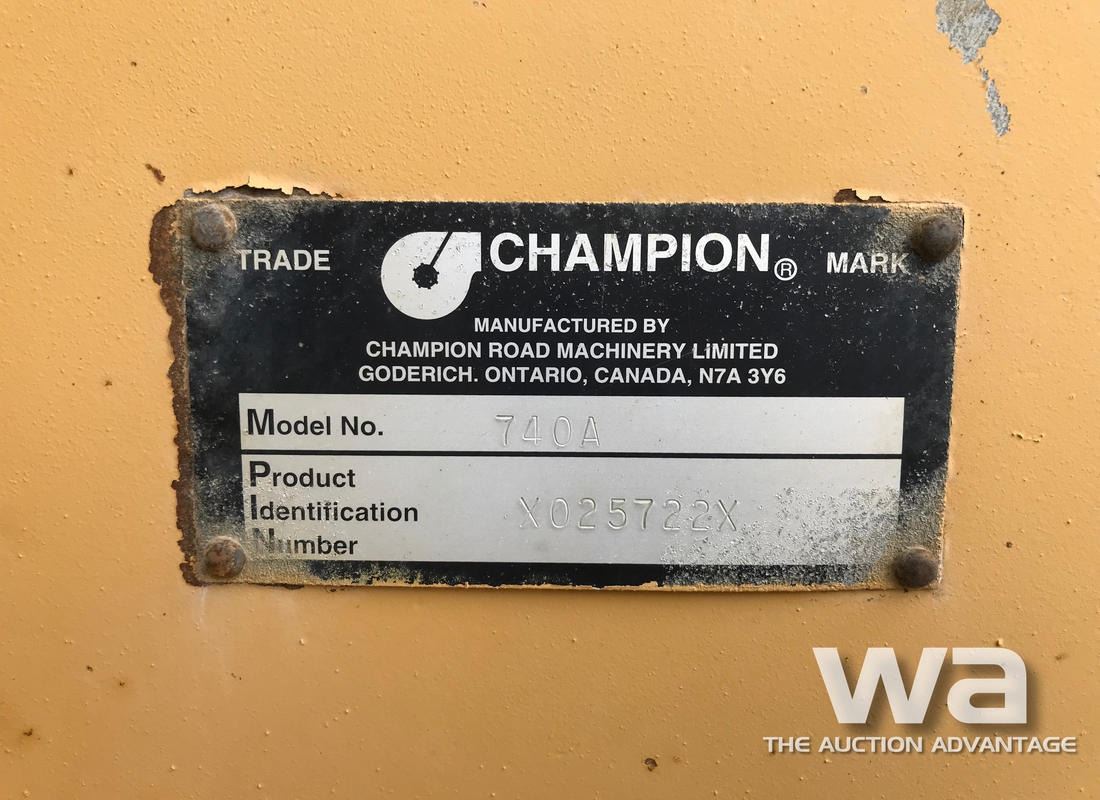 TRADE CHAMPION® MARK
MANUFACTURED BY
CHAMPION ROAD MACHINERY LIMITED
GODERICH. ONTARIO, CANADA, N7A 3Y6
Model No. 740A
Product
Identification X025722X
Number
wa
THE AUCTION ADVANTAGE